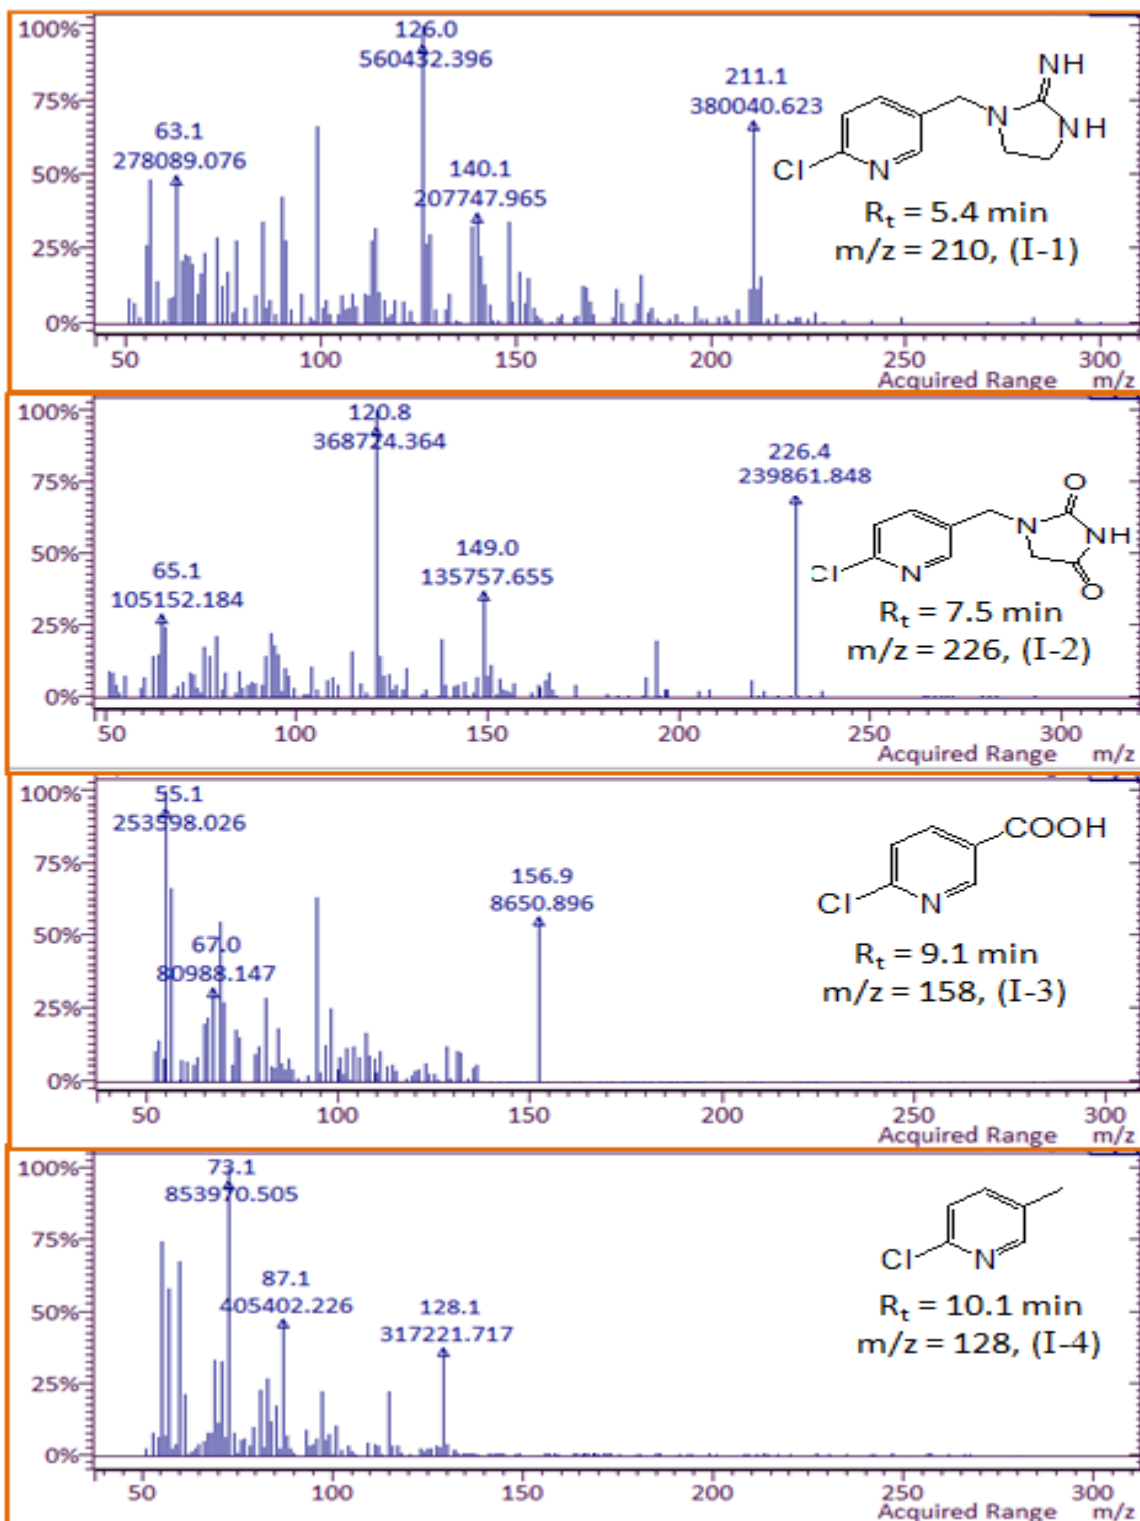 100%
75%
50%
25%
0%
126.0
560432.396
63.1
278089.076
140.1
207747.965
211.1
380040.623
NH
N
NH
Cl
N
Rt = 5.4 min
m/z = 210, (I-1)
50 100 150 200 250 300
Acquired Range m/z
100%
75%
50%
25%
0%
120.8
368724.364
65.1
105152.184
149.0
135757.655
226.4
239861.848
O
N
NH
Cl
N
O
Rt = 7.5 min
m/z = 226, (I-2)
50 100 150 200 250 300
Acquired Range m/z
100%
75%
50%
25%
0%
55.1
253598.026
67.0
80988.147
156.9
8650.896
COOH
Cl
N
Rt = 9.1 min
m/z = 158, (I-3)
50 100 150 200 250 300
Acquired Range m/z
100%
75%
50%
25%
0%
73.1
853970.505
87.1
405402.226
128.1
317221.717
Cl
N
Rt = 10.1 min
m/z = 128, (I-4)
50 100 150 200 250 300
Acquired Range m/z